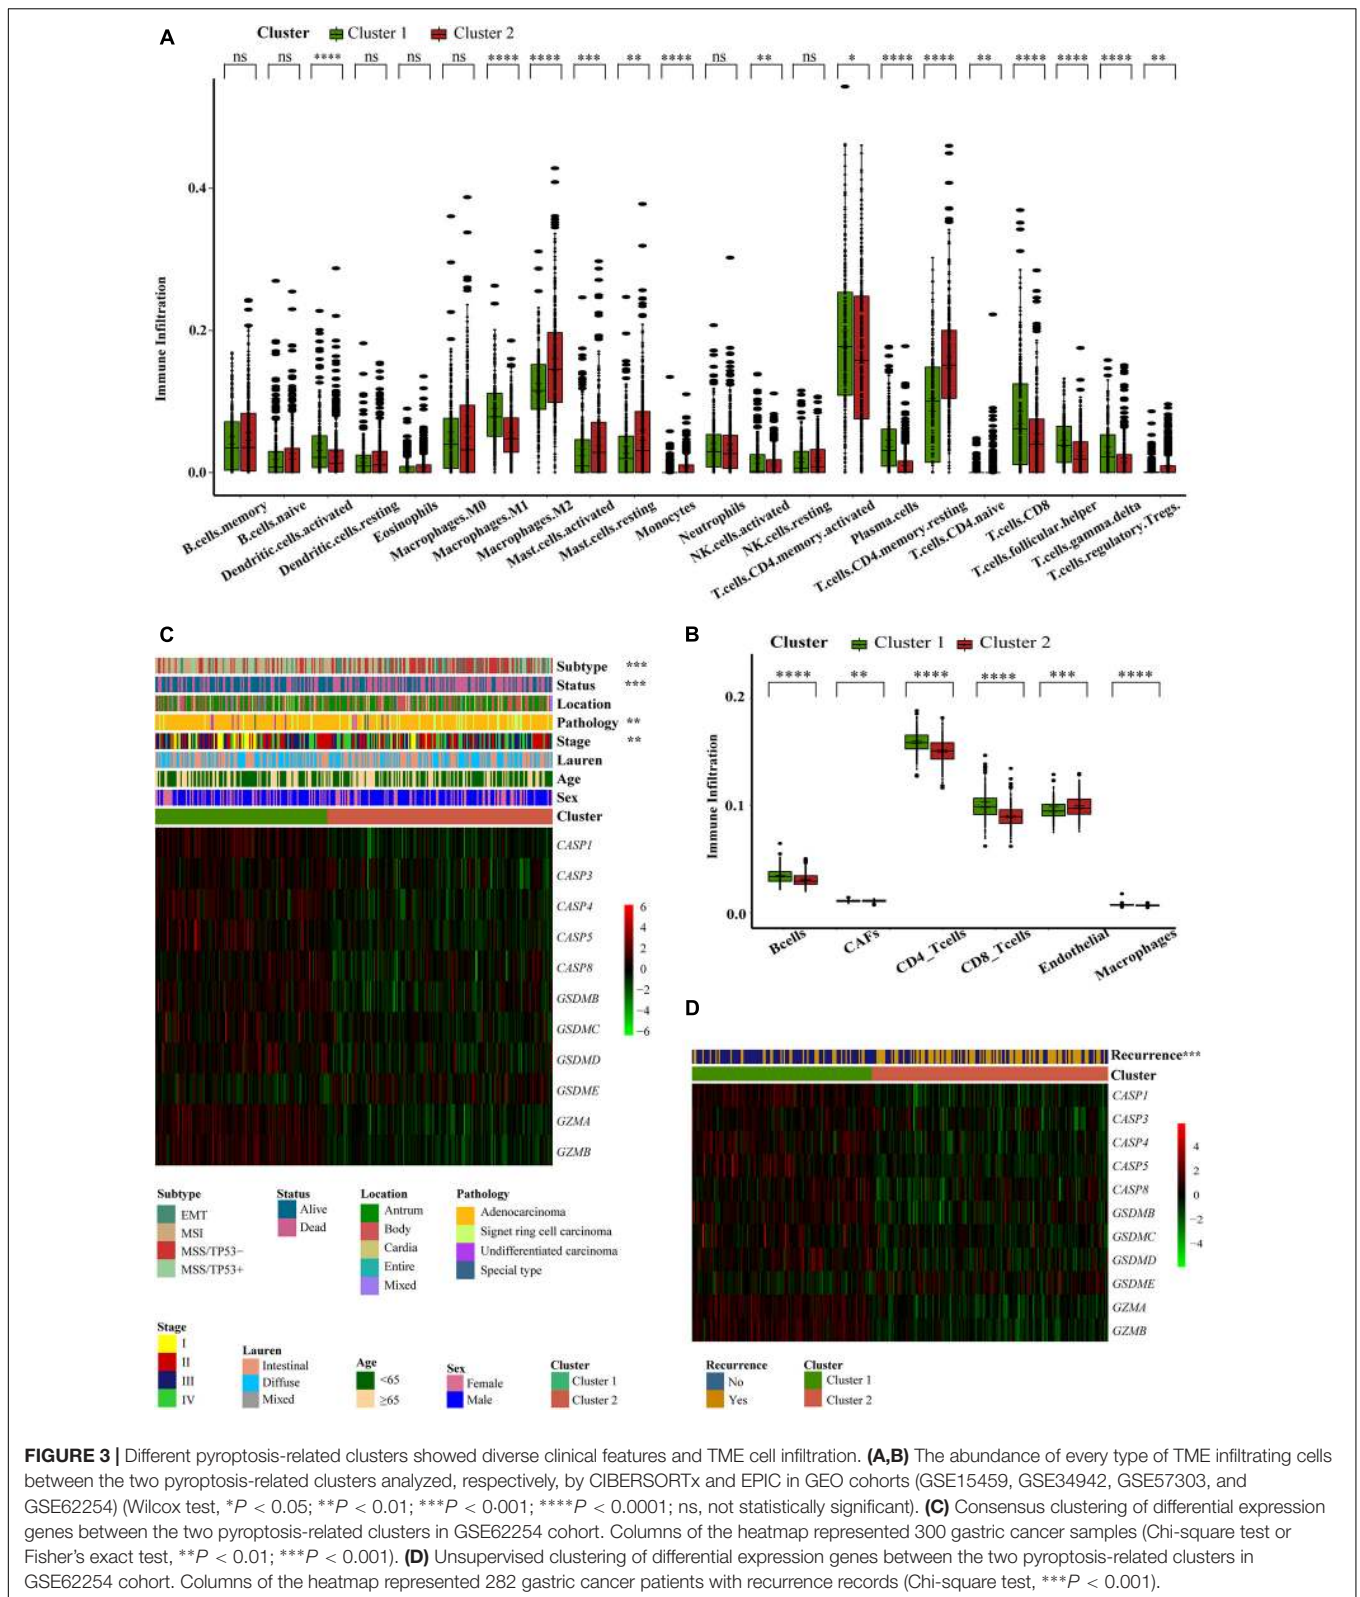 A
Cluster Cluster 1 Cluster 2
ns ns **** ns ns ns **** **** *** ** **** ns ** ns * **** **** ** **** **** **** **
Immune Infiltration
0.4
0.2
0.0
B.cells.memory
B.cells.naive
Dendritic.cells.activated
Dendritic.cells.resting
Eosinophils
Macrophages.M0
Macrophages.M1
Macrophages.M2
Mast.cells.activated
Mast.cells.resting
Monocytes
Neutrophils
NK.cells.activated
NK.cells.resting
T.cells.CD4.memory.activated
Plasma.cells
T.cells.CD4.memory.resting
T.cells.CD4.naive
T.cells.CD8
T.cells.follicular.helper
T.cells.gamma.delta
T.cells.regulatory-Tregs.
C
Subtype ***
Status ***
Location
Pathology **
Stage **
Lauren
Age
Sex
Cluster
CASP1
CASP3
CASP4
CASP5
CASP8
GSDMB
GSDMC
GSDMD
GSDME
GZMA
GZMB
6
4
2
0
−2
−4
−6
Subtype
EMT
MSI
MSS/TP53−
MSS/TP53+
Status
Alive
Dead
Location
Antrum
Body
Cardia
Entire
Mixed
Pathology
Adenocarcinoma
Signet ring cell carcinoma
Undifferentiated carcinoma
Special type
Stage
I
II
III
IV
Lauren
Intestinal
Diffuse
Mixed
Age
<65
≥65
Sex
Female
Male
Cluster
Cluster 1
Cluster 2
B
Cluster Cluster 1 Cluster 2
**** ** **** **** *** ****
Immune Infiltration
0.2
0.1
0.0
Bcells
CAFs
CD4_Tcells
CD8_Tcells
Endothelial
Macrophages
D
Recurrence***
Cluster
CASP1
CASP3
CASP4
CASP5
CASP8
GSDMB
GSDMC
GSDMD
GSDME
GZMA
GZMB
4
2
0
−2
−4
Recurrence
No
Yes
Cluster
Cluster 1
Cluster 2
FIGURE 3 | Different pyroptosis-related clusters showed diverse clinical features and TME cell infiltration. (A,B) The abundance of every type of TME infiltrating cells
between the two pyroptosis-related clusters analyzed, respectively, by CIBERSORTx and EPIC in GEO cohorts (GSE15459, GSE34942, GSE57303, and
GSE62254) (Wilcox test, *P < 0.05; **P < 0.01; ***P < 0·001; ****P < 0.0001; ns, not statistically significant). (C) Consensus clustering of differential expression
genes between the two pyroptosis-related clusters in GSE62254 cohort. Columns of the heatmap represented 300 gastric cancer samples (Chi-square test or
Fisher's exact test, **P < 0.01; ***P < 0.001). (D) Unsupervised clustering of differential expression genes between the two pyroptosis-related clusters in
GSE62254 cohort. Columns of the heatmap represented 282 gastric cancer patients with recurrence records (Chi-square test, ***P < 0.001).